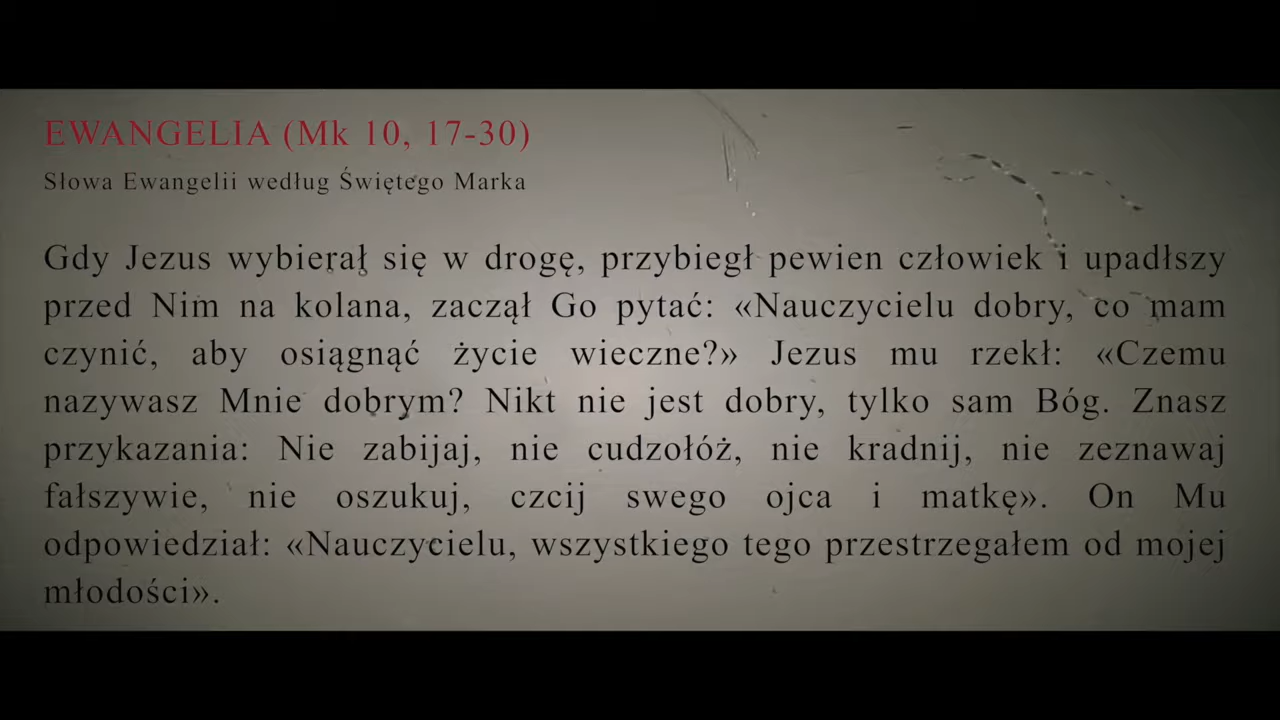 EWANGELIA (Mk 10, 17-30)
Słowa Ewangelii według Świętego Marka
Gdy Jezus wybierał się w drogę, przybiegł pewien człowiek i upadłszy
przed Nim na kolana, zaczął Go pytać: «Nauczycielu dobry, co mam
czynić, aby osiągnąć życie wieczne?» Jezus mu rzekł: «Czemu
nazywasz Mnie dobrym? Nikt nie jest dobry, tylko sam Bóg. Znasz
przykazania: Nie zabijaj, nie cudzołóż, nie kradnij, nie zeznawaj
fałszywie, nie oszukuj, czcij swego ojca i matkę». On Mu
odpowiedział: «Nauczycielu, wszystkiego tego przestrzegałem od mojej
młodości».